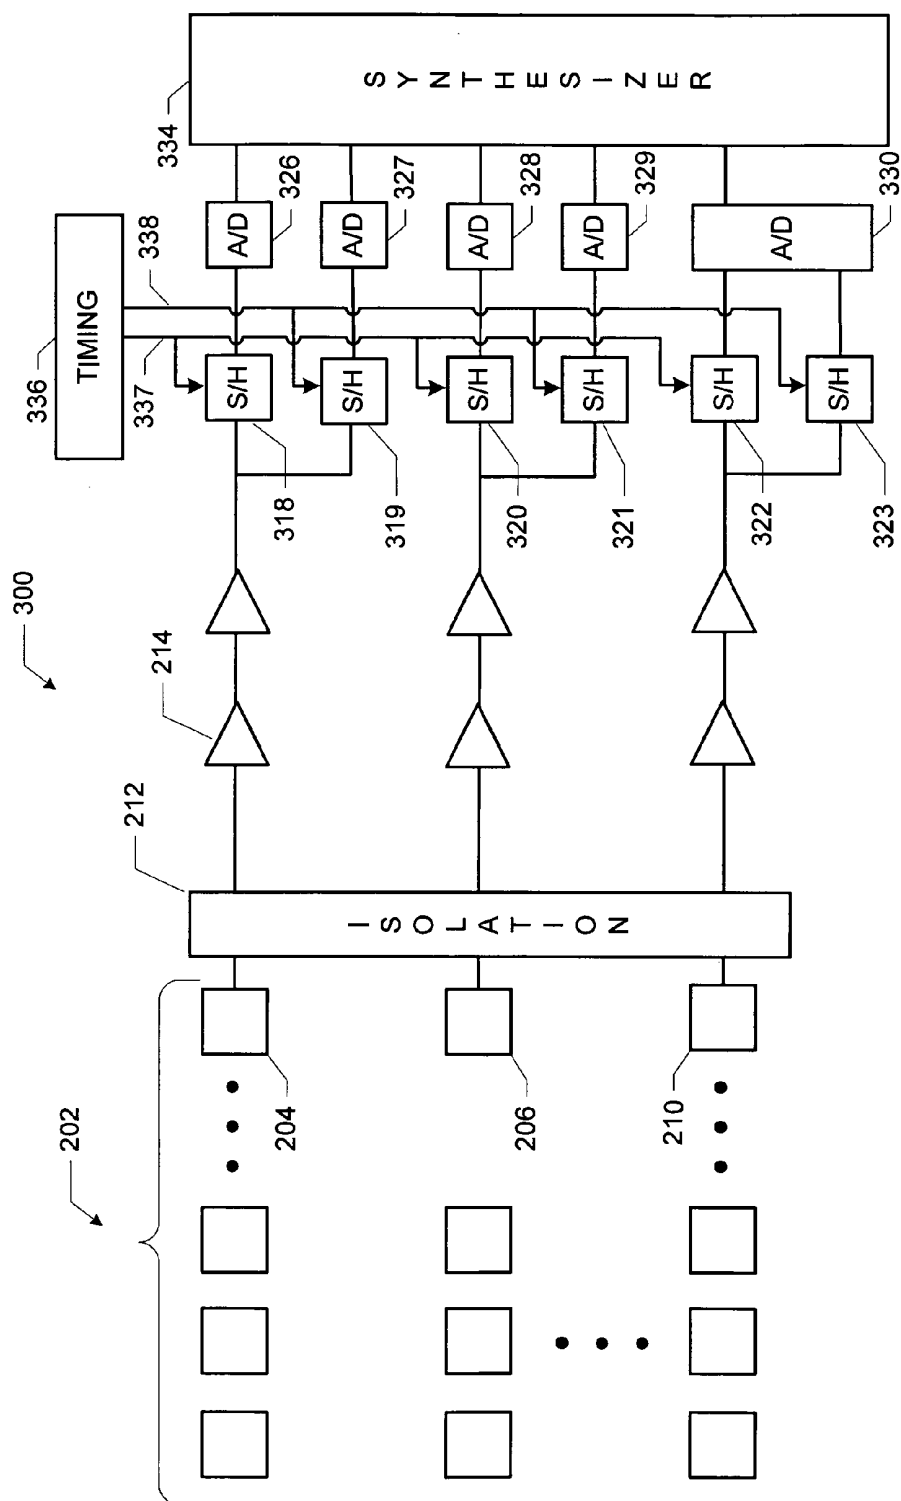 300
202
204
206
210
212
ISOLATION
214
336
TIMING
337
338
S/H
318
S/H
319
S/H
320
S/H
321
S/H
322
S/H
323
A/D
326
A/D
327
A/D
328
A/D
329
A/D
330
334
SYNTHESIZER